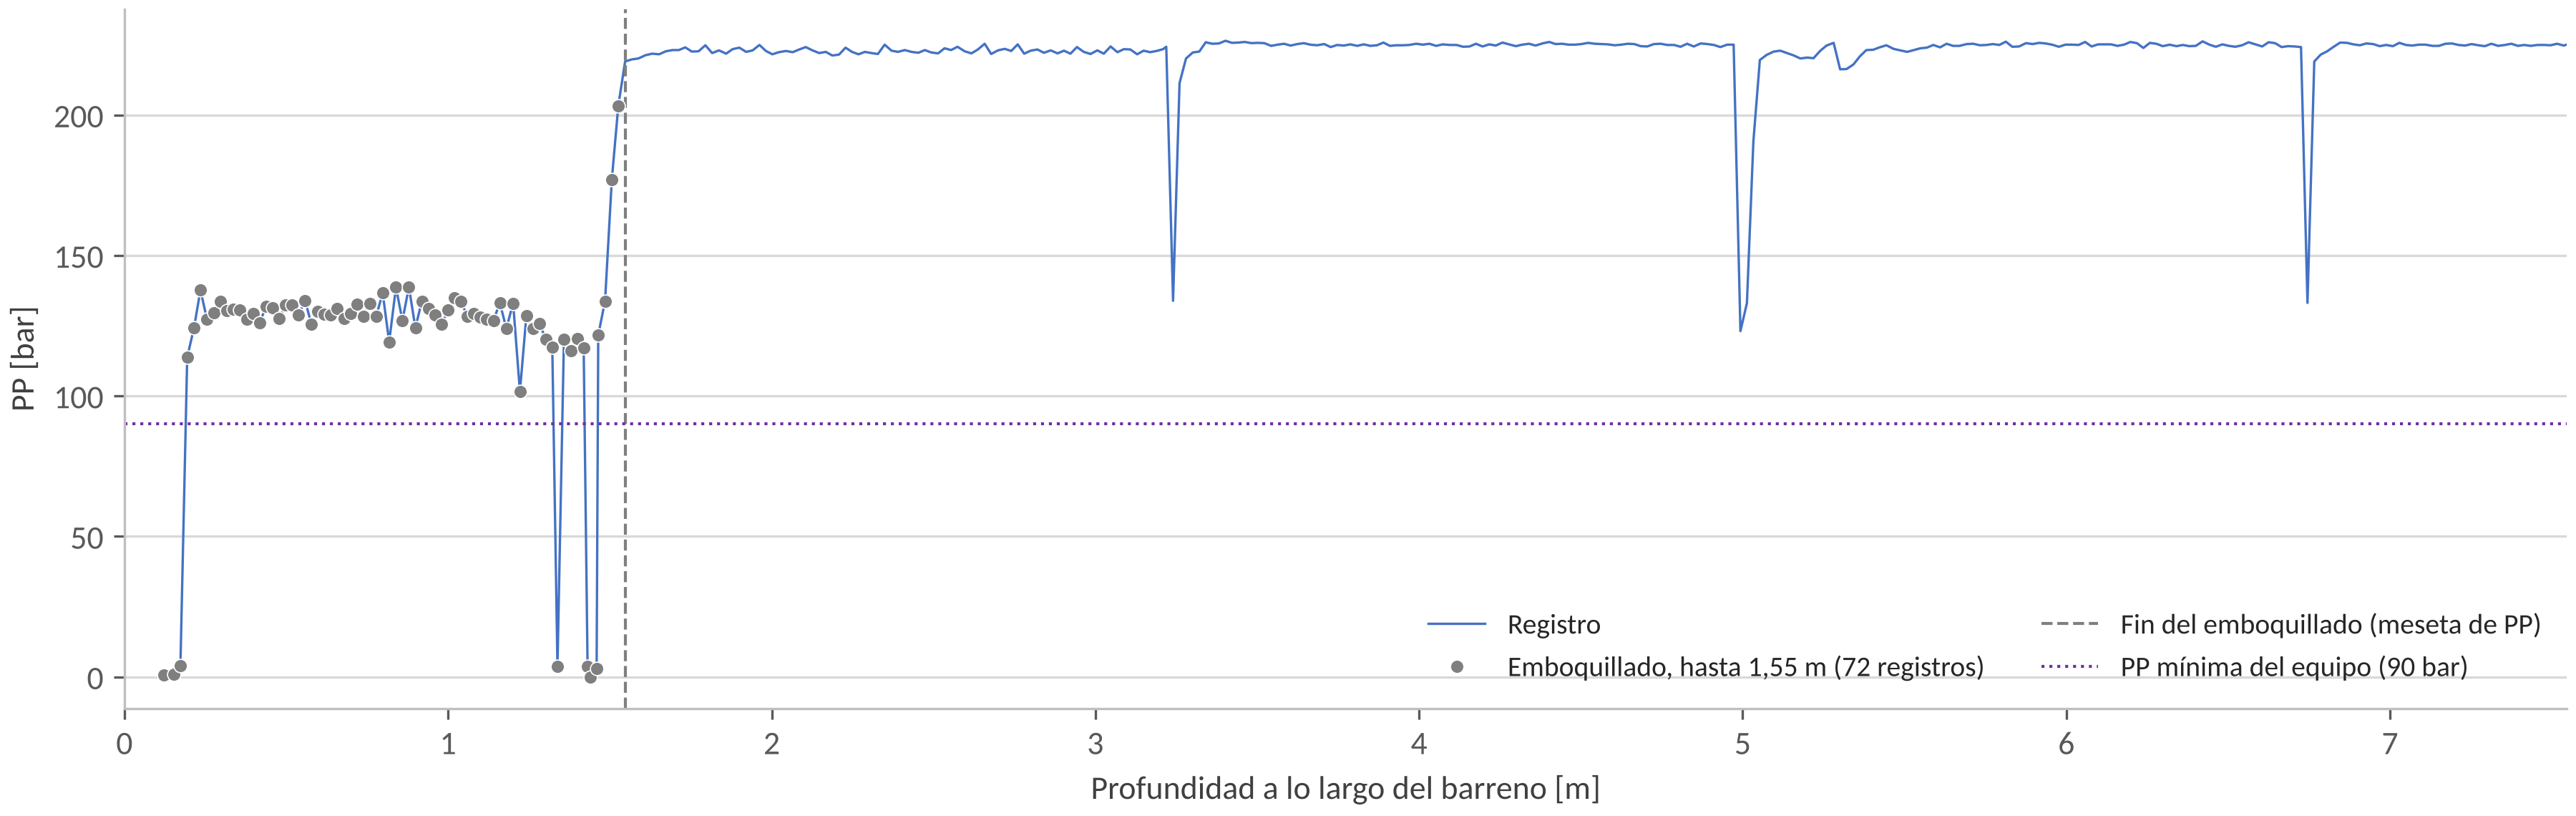 PP [bar]
200
150
100
50
0
0 1 2 3 4 5 6 7
Profundidad a lo largo del barreno [m]
Registro
Emboquillado, hasta 1,55 m (72 registros)
Fin del emboquillado (meseta de PP)
PP mínima del equipo (90 bar)